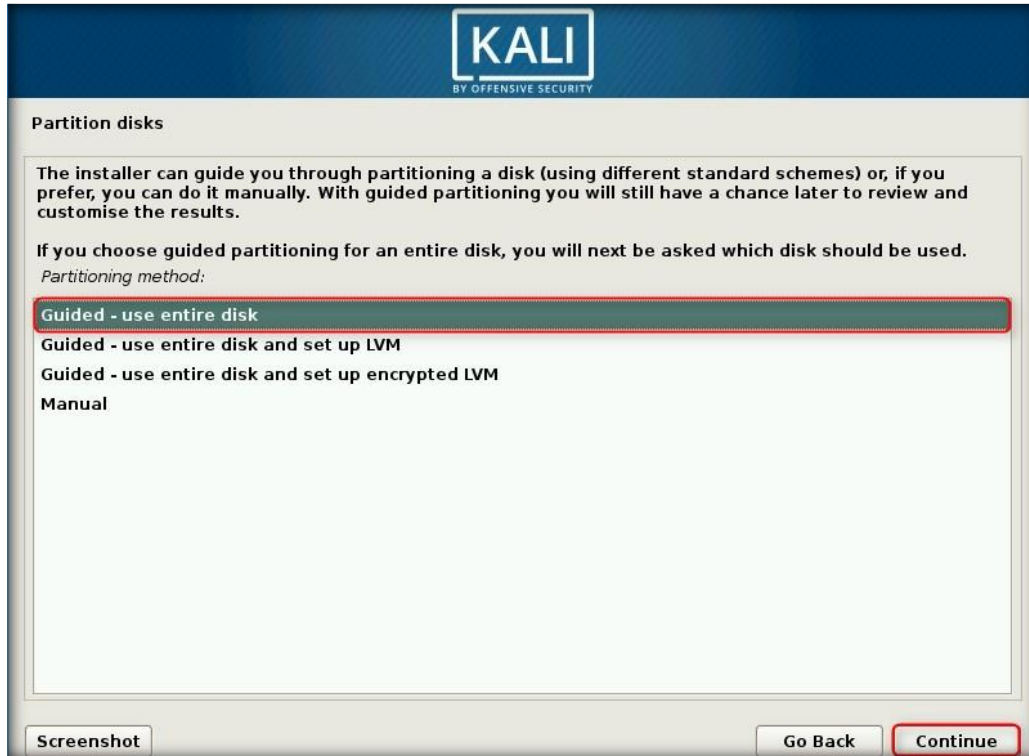 KALI
BY OFFENSIVE SECURITY
Partition disks
The installer can guide you through partitioning a disk (using different standard schemes) or, if you
prefer, you can do it manually. With guided partitioning you will still have a chance later to review and
customise the results.
If you choose guided partitioning for an entire disk, you will next be asked which disk should be used.
Partitioning method:
Guided - use entire disk
Guided - use entire disk and set up LVM
Guided - use entire disk and set up encrypted LVM
Manual
Screenshot Go Back Continue